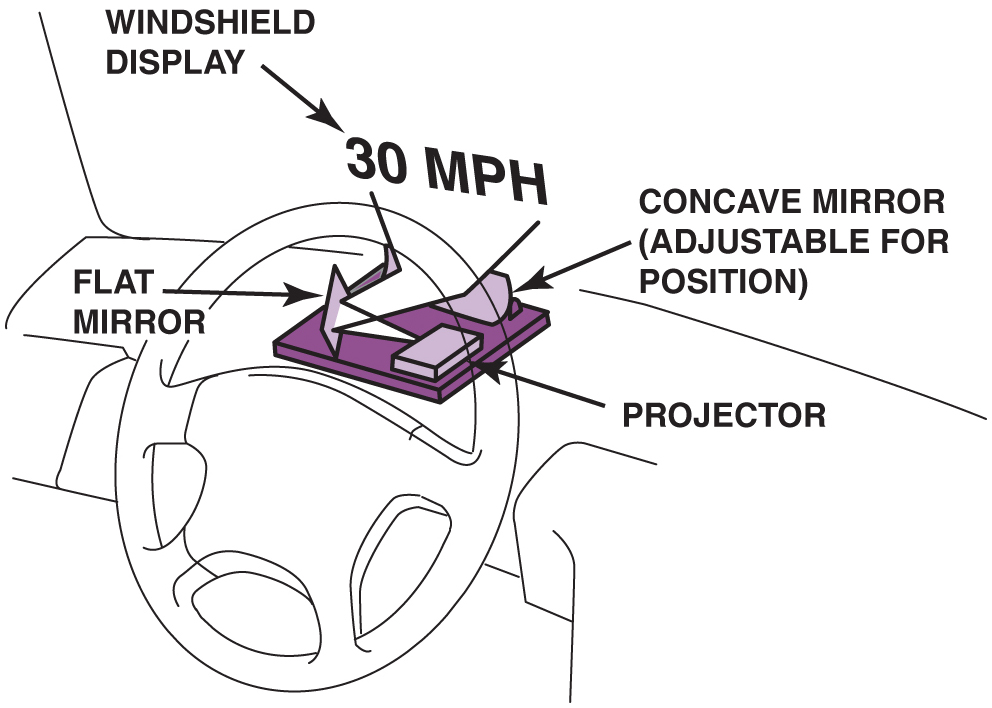 WINDSHIELD
DISPLAY
30 MPH
CONCAVE MIRROR
(ADJUSTABLE FOR
POSITION)
FLAT
MIRROR
PROJECTOR